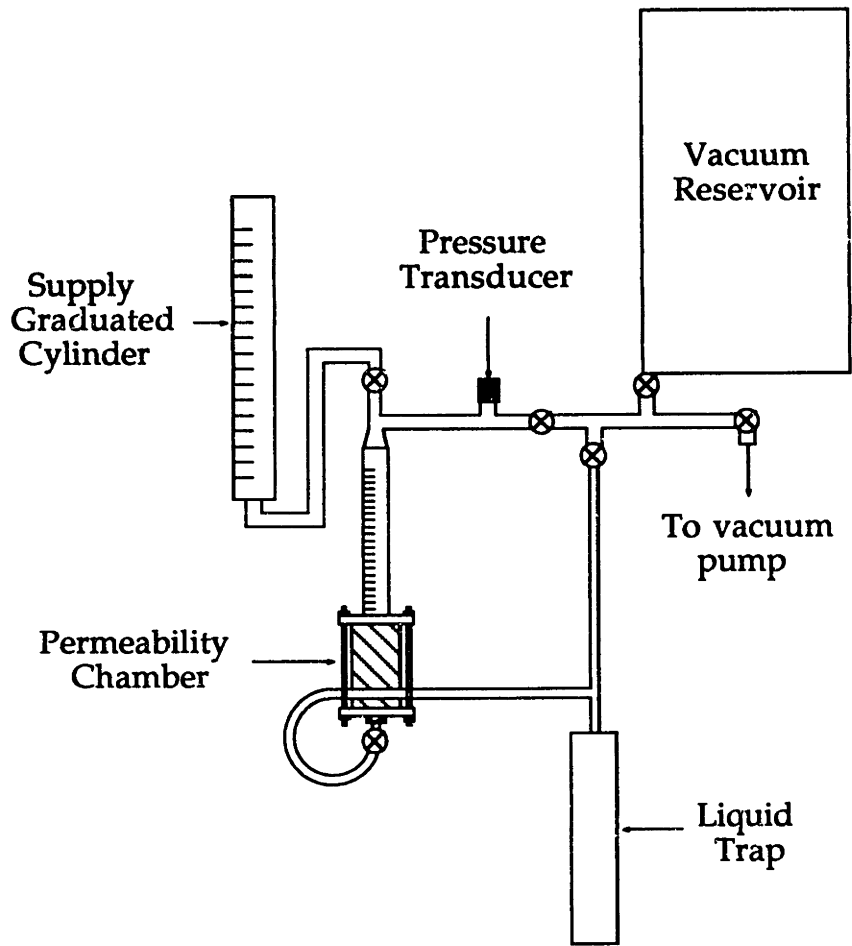 Vacuum
Reservoir
Pressure
Transducer
Supply
Graduated
Cylinder
To vacuum
pump
Permeability
Chamber
Liquid
Trap